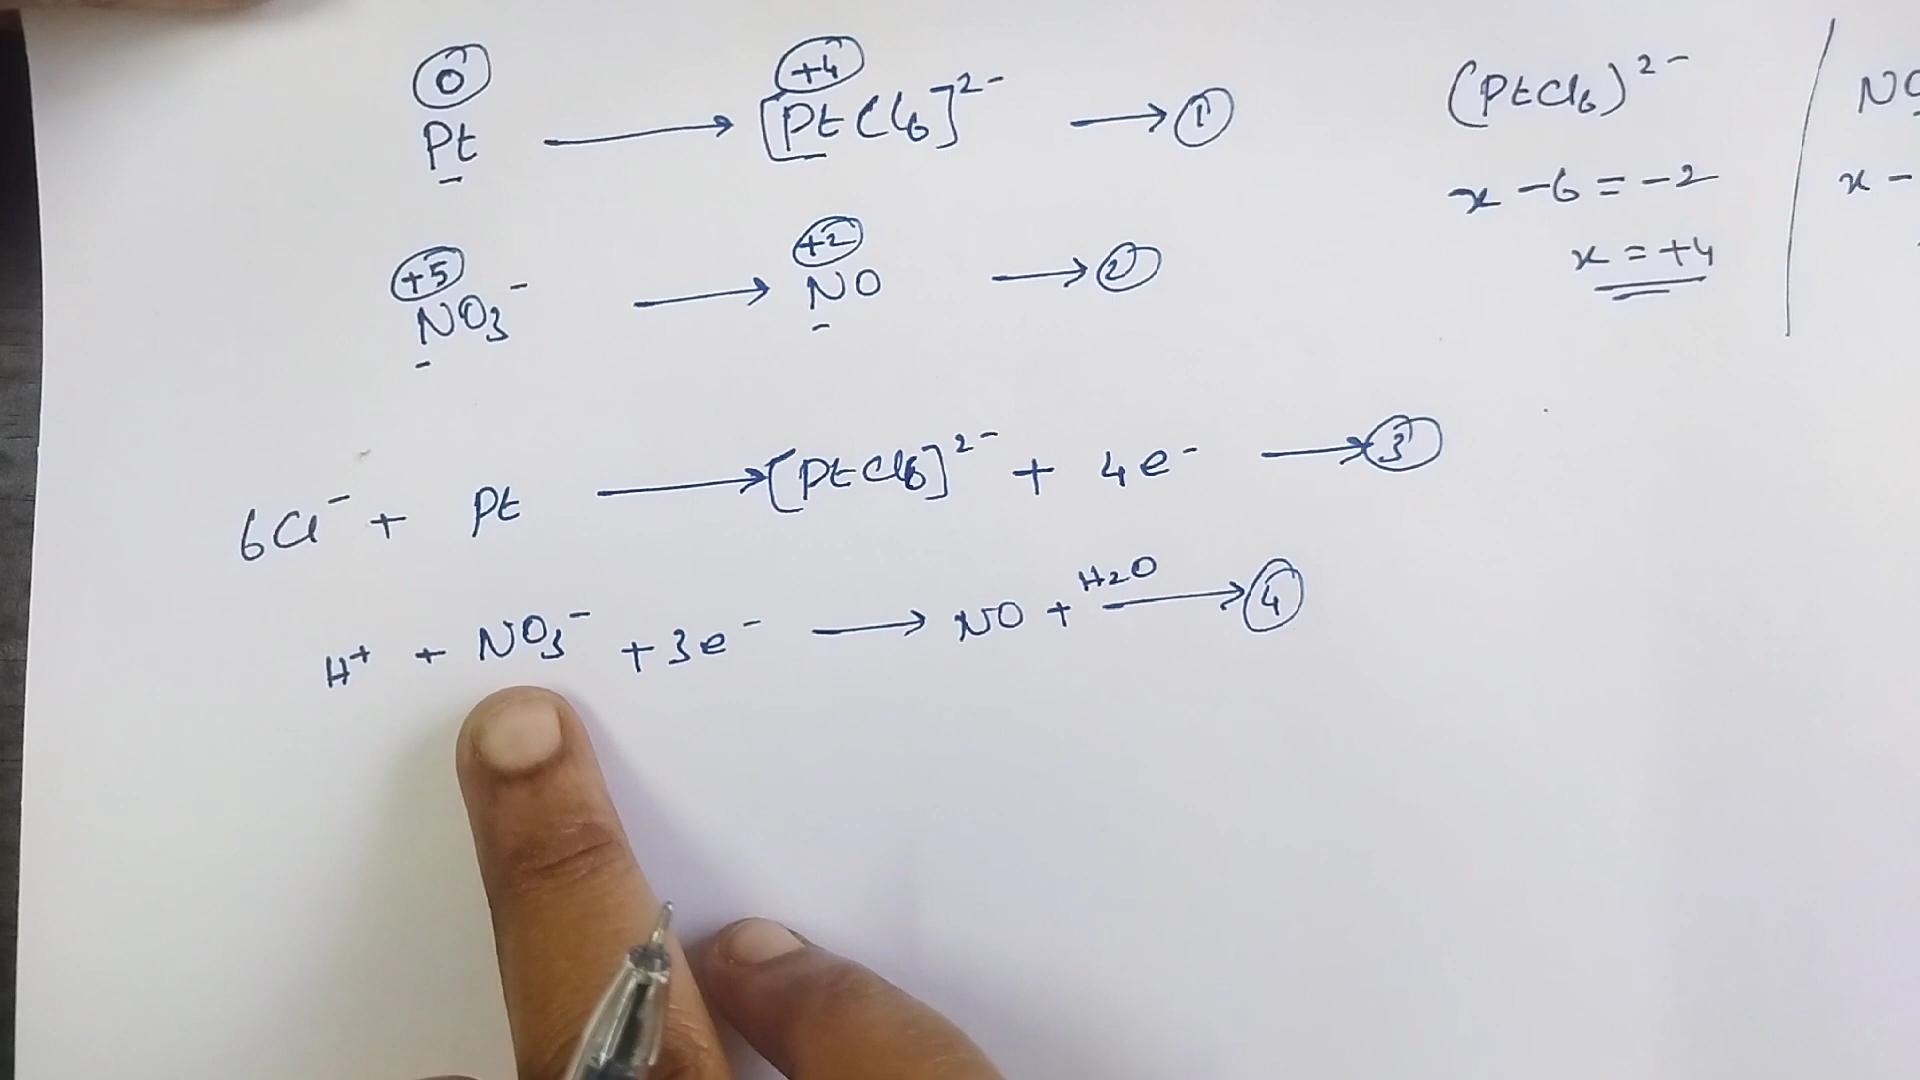 0 +4
Pt → [PtCl6]²⁻ → 1
+5 +2
NO3⁻ → NO → 2
6Cl⁻ + Pt → [PtCl6]²⁻ + 4e⁻ → 3
H⁺ + NO3⁻ + 3e⁻ → NO + H2O → 4
(PtCl6)²⁻
x - 6 = -2
x = +4
NO
x -